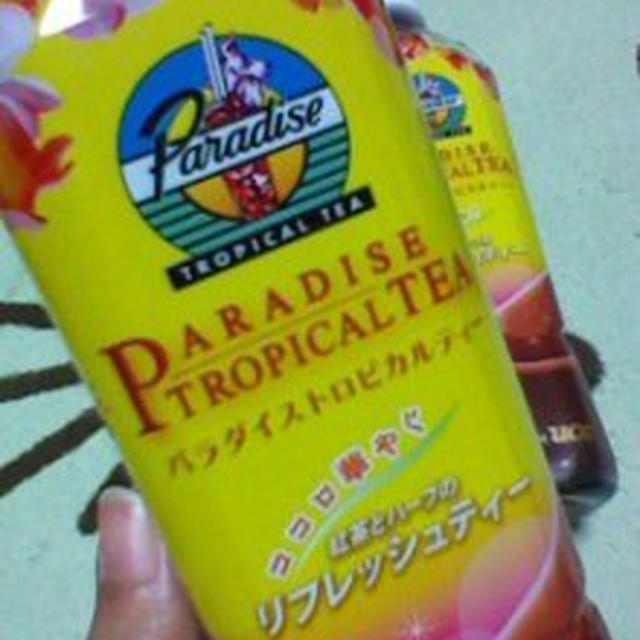 Paradise
TROPICAL TEA
PARADISE
TROPICALTEA
パラダイストロピカルティー
ココロ華やぐ
紅茶とハーブの
リフレッシュティー